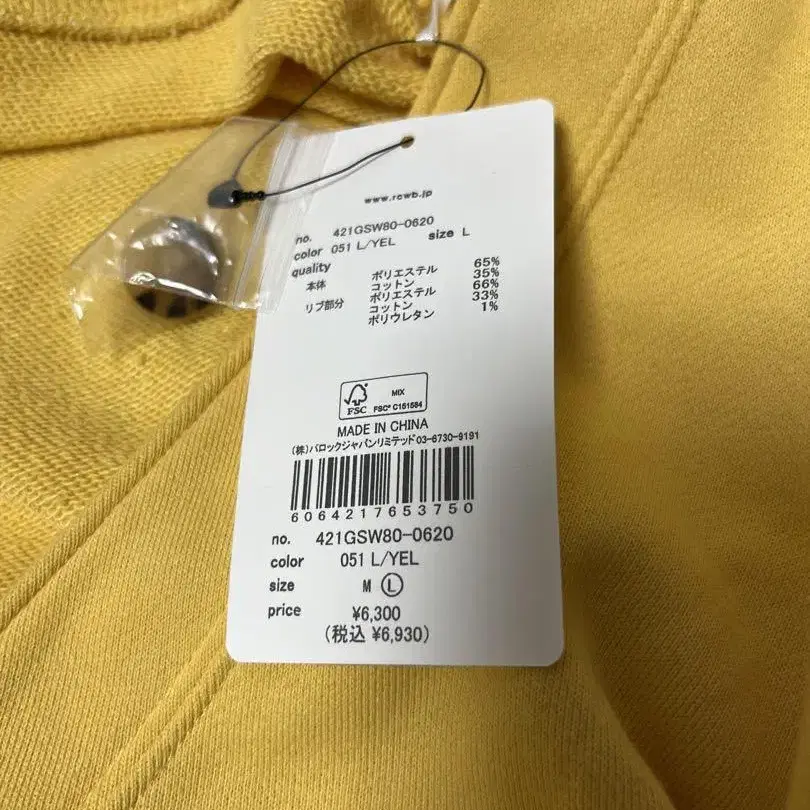 www.rcwb.jp
no. 421GSW80-0620
color 051 L/YEL size L
quality
本体 ポリエステル 65%
コットン 35%
リブ部分 ポリエステル 66%
コットン 33%
ポリウレタン 1%
FSC MIX
FSC® C151584
MADE IN CHINA
(株)バロックジャパンリミテッド03-6730-9191
6064217653750
no. 421GSW80-0620
color 051 L/YEL
size M L
price ¥6,300
(税込 ¥6,930)